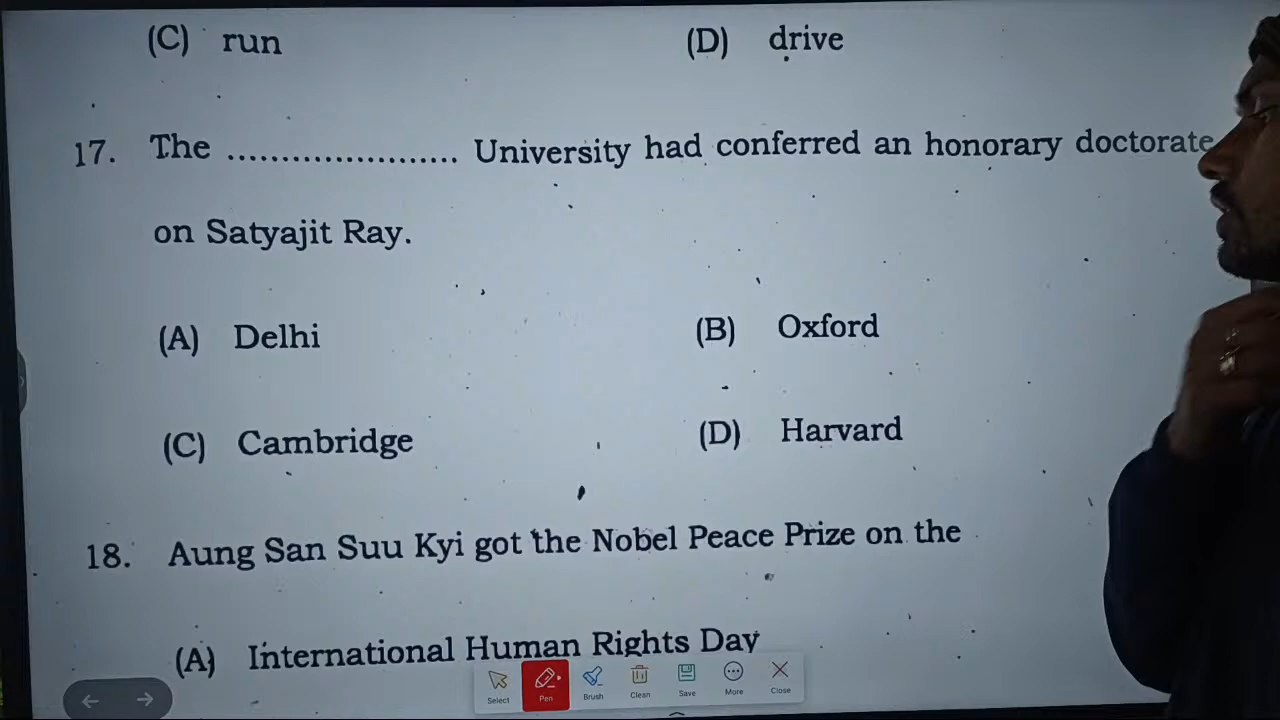 (C) run (D) drive
17. The ...................... University had conferred an honorary doctorate
on Satyajit Ray.
(A) Delhi (B) Oxford
(C) Cambridge (D) Harvard
18. Aung San Suu Kyi got the Nobel Peace Prize on the
(A) International Human Rights Day
Select Pen Brush Clean Save More Close